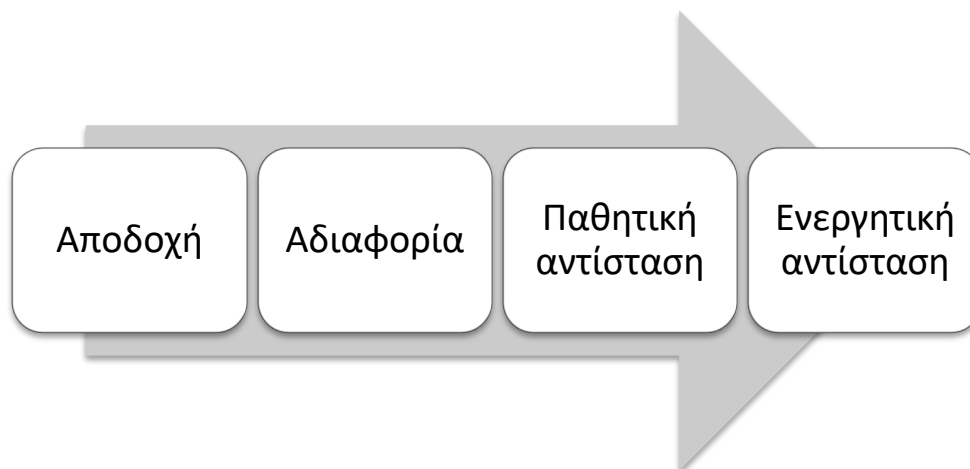 Αποδοχή
Αδιαφορία
Παθητική
αντίσταση
Ενεργητική
αντίσταση